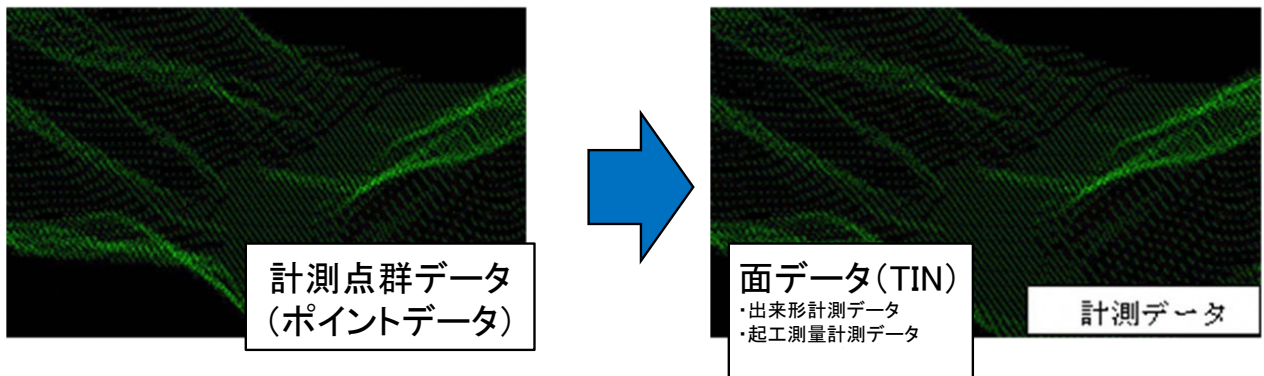 計測点群データ
(ポイントデータ)
面データ(TIN)
・出来形計測データ
・起工測量計測データ
計測データ